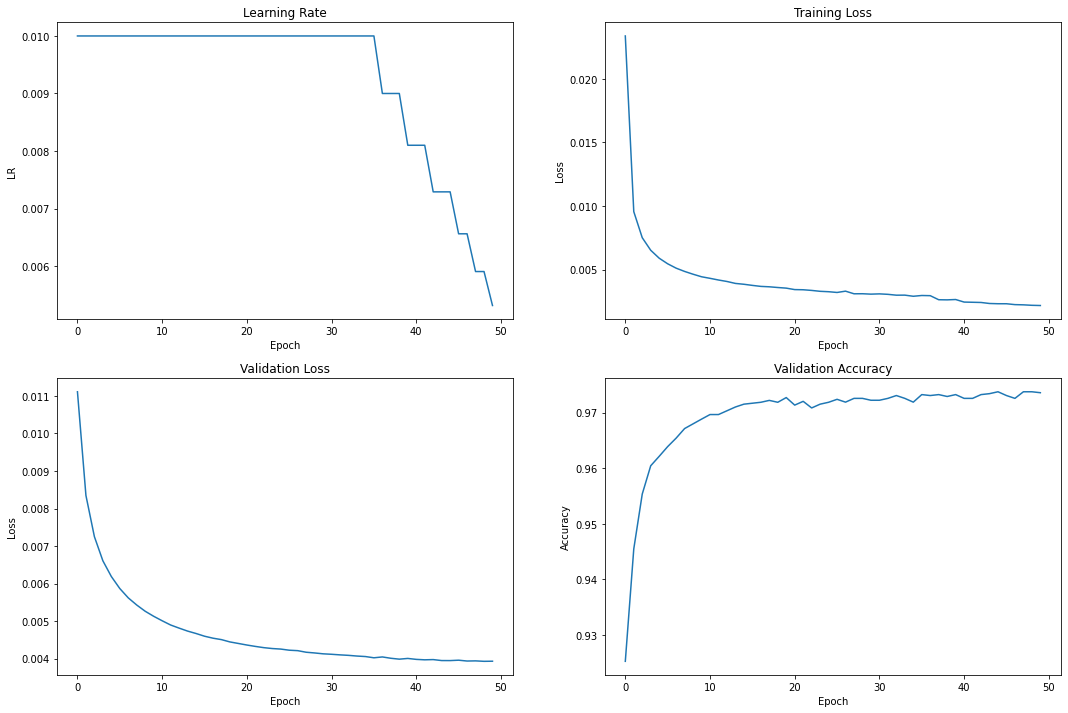 Learning Rate
0.010
0.009
0.008
0.007
0.006
LR
0 10 20 30 40 50
Epoch
Training Loss
0.020
0.015
0.010
0.005
Loss
0 10 20 30 40 50
Epoch
Validation Loss
0.011
0.010
0.009
0.008
0.007
0.006
0.005
0.004
Loss
0 10 20 30 40 50
Epoch
Validation Accuracy
0.97
0.96
0.95
0.94
0.93
Accuracy
0 10 20 30 40 50
Epoch